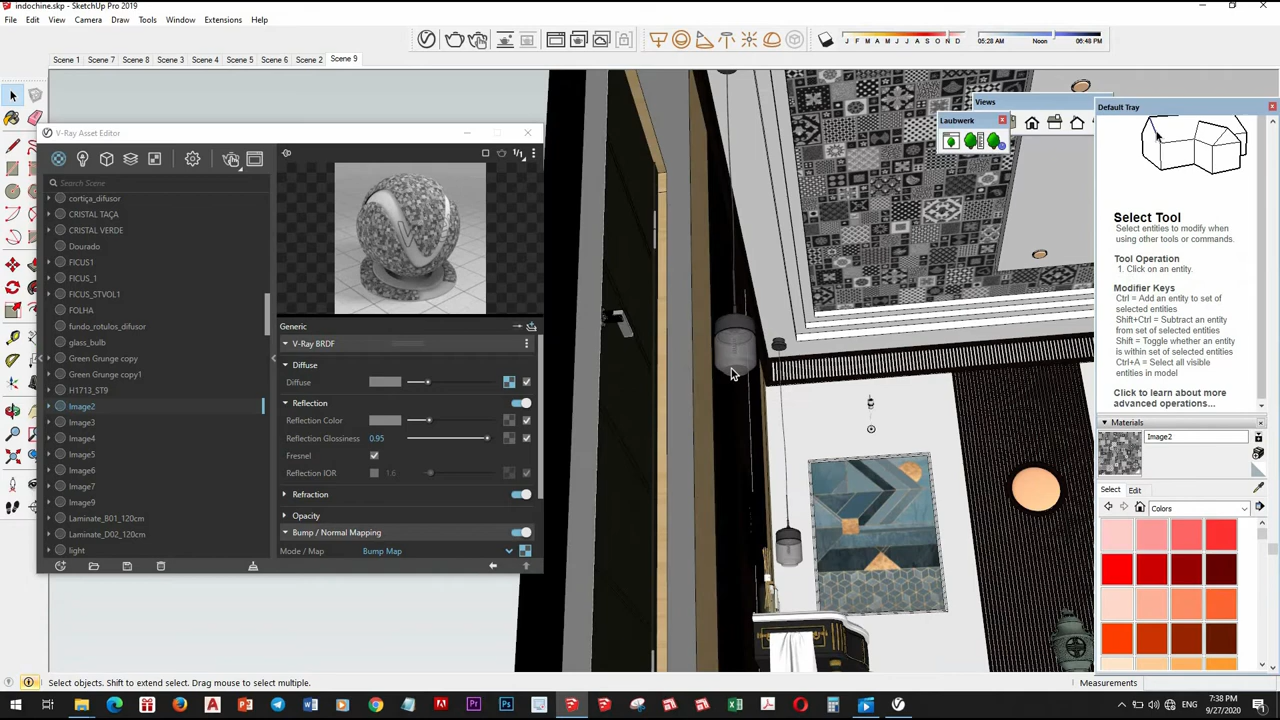 indochine.skp - SketchUp Pro 2019
File Edit View Camera Draw Tools Window Extensions Help
J F M A M J J A S O N D
05:28 AM Noon 06:48 PM
Scene 1 Scene 7 Scene 8 Scene 3 Scene 4 Scene 5 Scene 6 Scene 2 Scene 9
V-Ray Asset Editor
Search Scene
cortiça_difusor
CRISTAL TAÇA
CRISTAL VERDE
Dourado
FICUS1
FICUS_1
FICUS_STVOL1
FOLHA
fundo_rotulos_difusor
glass_bulb
Green Grunge copy
Green Grunge copy1
H1713_ST9
Image2
Image3
Image4
Image5
Image6
Image7
Image9
Laminate_B01_120cm
Laminate_D02_120cm
light
Generic
V-Ray BRDF
Diffuse
Diffuse
Reflection
Reflection Color
Reflection Glossiness 0.95
Fresnel
Reflection IOR 1.6
Refraction
Opacity
Bump / Normal Mapping
Mode / Map Bump Map
Views
Laubwerk
Default Tray
Select Tool
Select entities to modify when
using other tools or commands.
Tool Operation
1. Click on an entity.
Modifier Keys
Ctrl = Add an entity to set of
selected entities
Shift+Ctrl = Subtract an entity
from set of selected entities
Shift = Toggle whether an entity
is within set of selected entities
Ctrl+A = Select all visible
entities in model
Click to learn about more
advanced operations...
Materials
Image2
Select Edit
Colors
Select objects. Shift to extend select. Drag mouse to select multiple.
Measurements
ENG
7:38 PM
9/27/2020